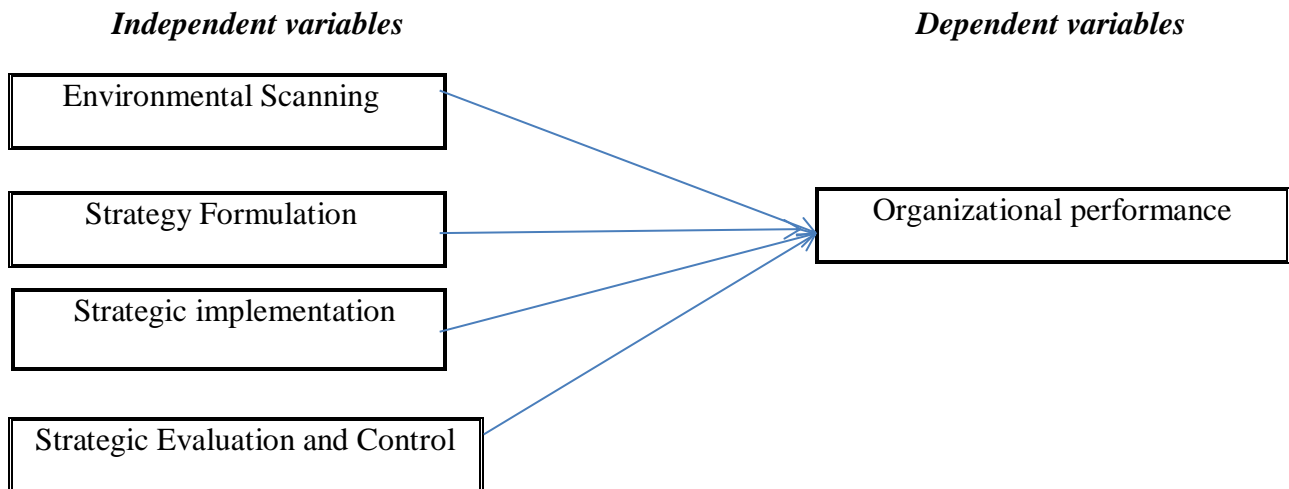 Independent variables
Dependent variables
Environmental Scanning
Strategy Formulation
Organizational performance
Strategic implementation
Strategic Evaluation and Control